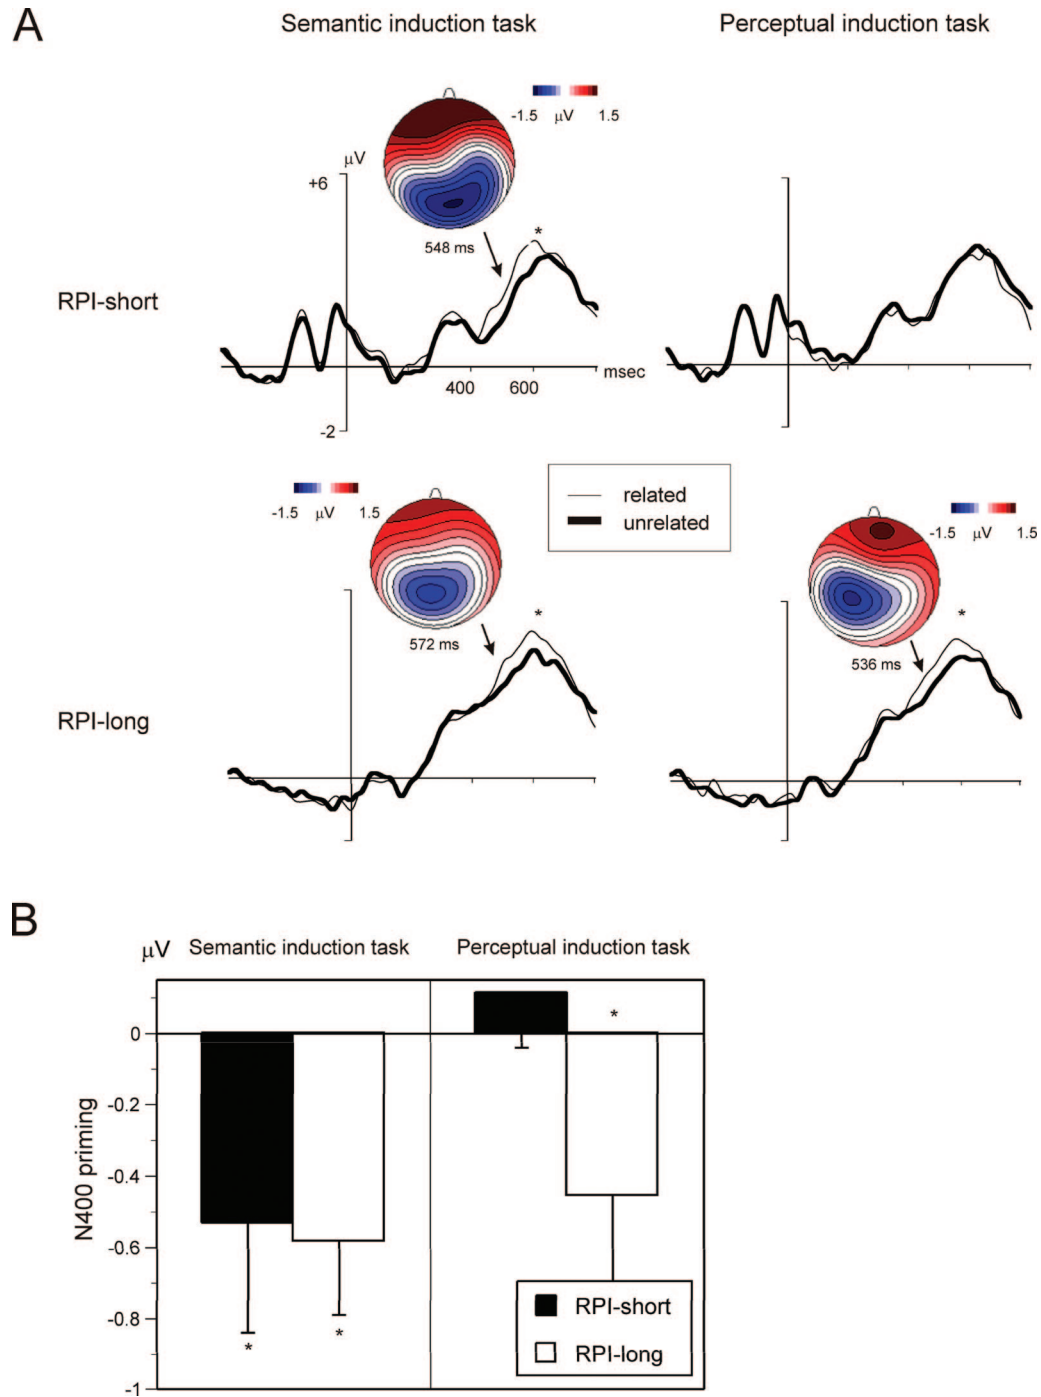 A
Semantic induction task
Perceptual induction task
-1.5 µV 1.5
µV
+6
548 ms
*
RPI-short
400 600 msec
-2
related
unrelated
-1.5 µV 1.5
-1.5 µV 1.5
*
*
572 ms
536 ms
RPI-long
B
µV Semantic induction task Perceptual induction task
*
0
-0.2
-0.4
-0.6
-0.8
-1
N400 priming
* *
RPI-short
RPI-long